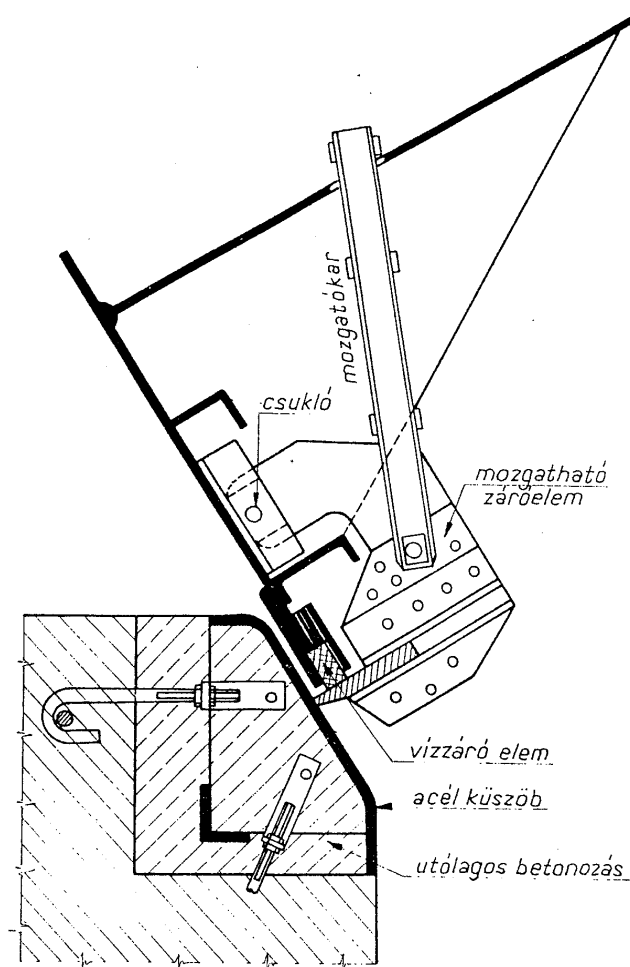 mozgatókar
csukló
mozgatható
záróelem
vízzáró elem
acél küszöb
utólagos betonozás